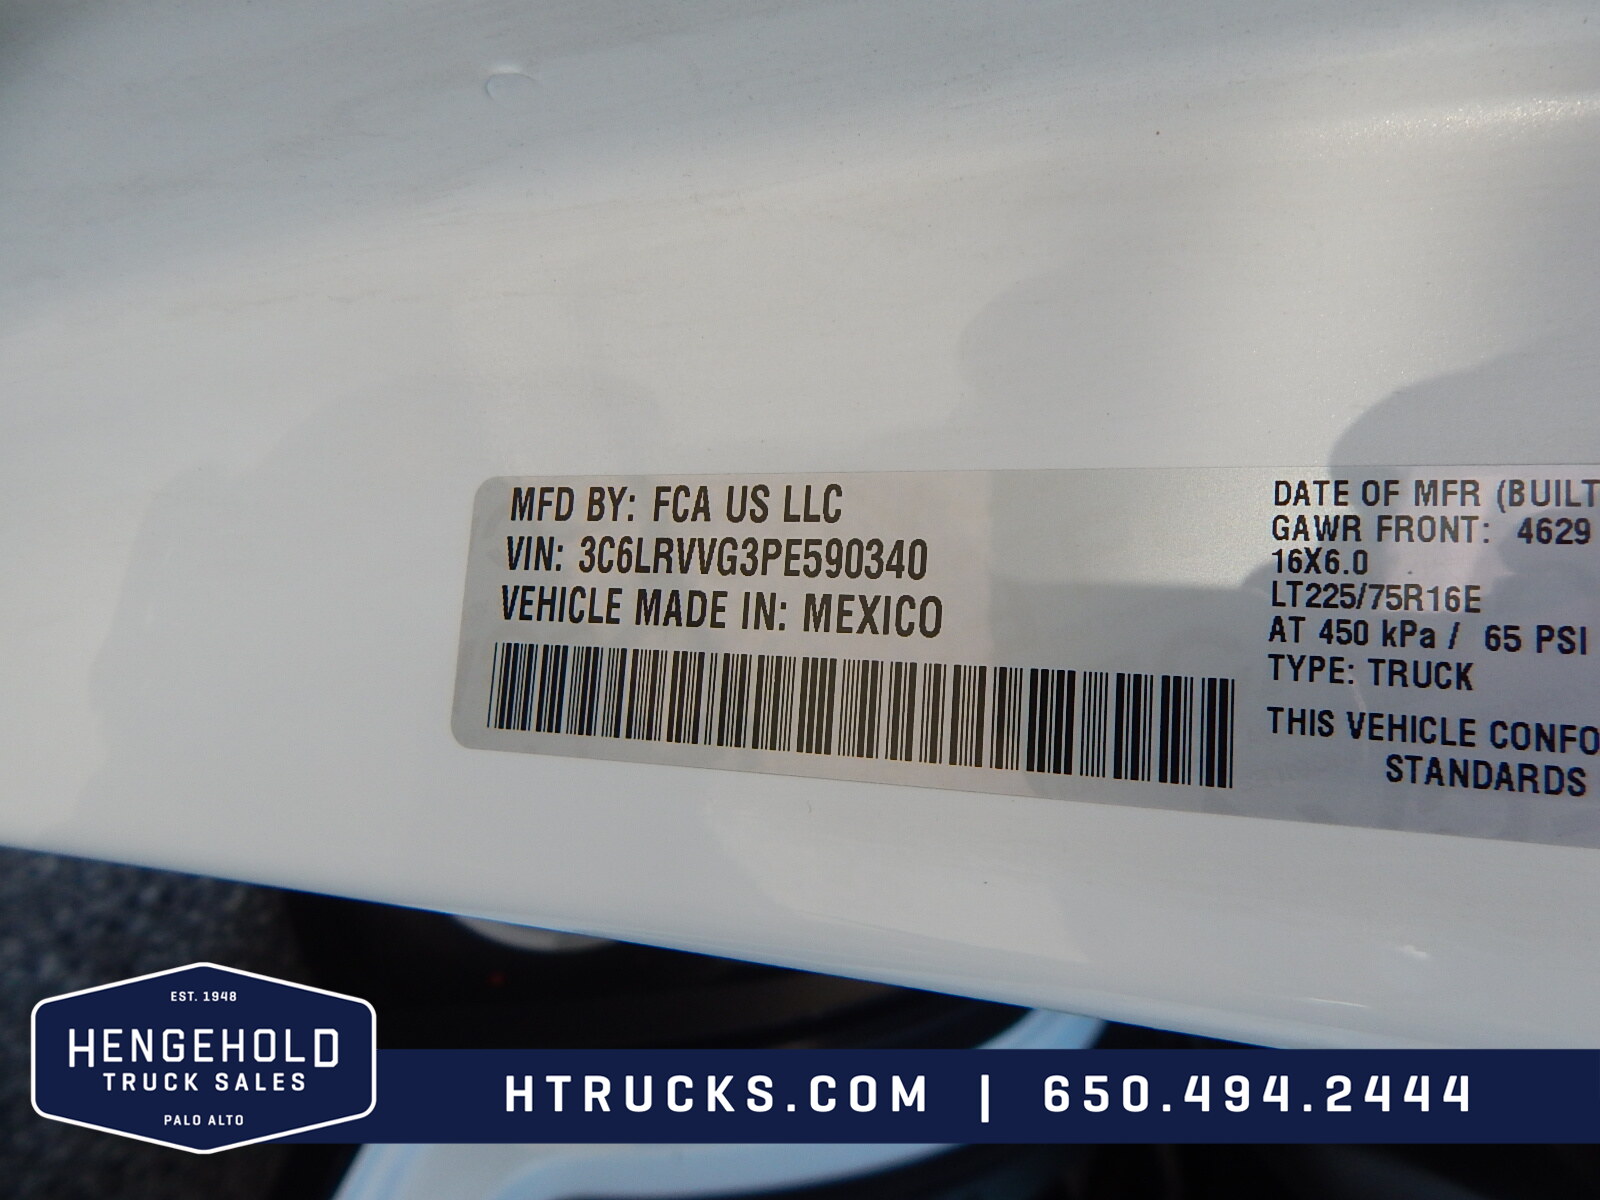 MFD BY: FCA US LLC
VIN: 3C6LRVVG3PE590340
VEHICLE MADE IN: MEXICO
DATE OF MFR (BUILT
GAWR FRONT: 4629
16X6.0
LT225/75R16E
AT 450 kPa / 65 PSI
TYPE: TRUCK
THIS VEHICLE CONFO
STANDARDS
EST. 1948
HENGEHOLD
TRUCK SALES
PALO ALTO
HTRUCKS.COM | 650.494.2444